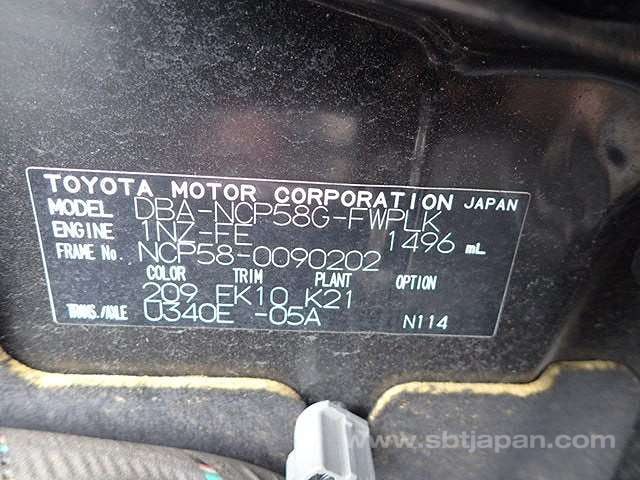 TOYOTA MOTOR CORPORATION JAPAN
MODEL DBA-NCP58G-FWPLK
ENGINE 1NZ-FE 1496 mL
FRAME No. NCP58-0090202
COLOR TRIM PLANT OPTION
209 FK10 K21
TRANS./AXLE U340E -05A N114
www.sbtjapan.com